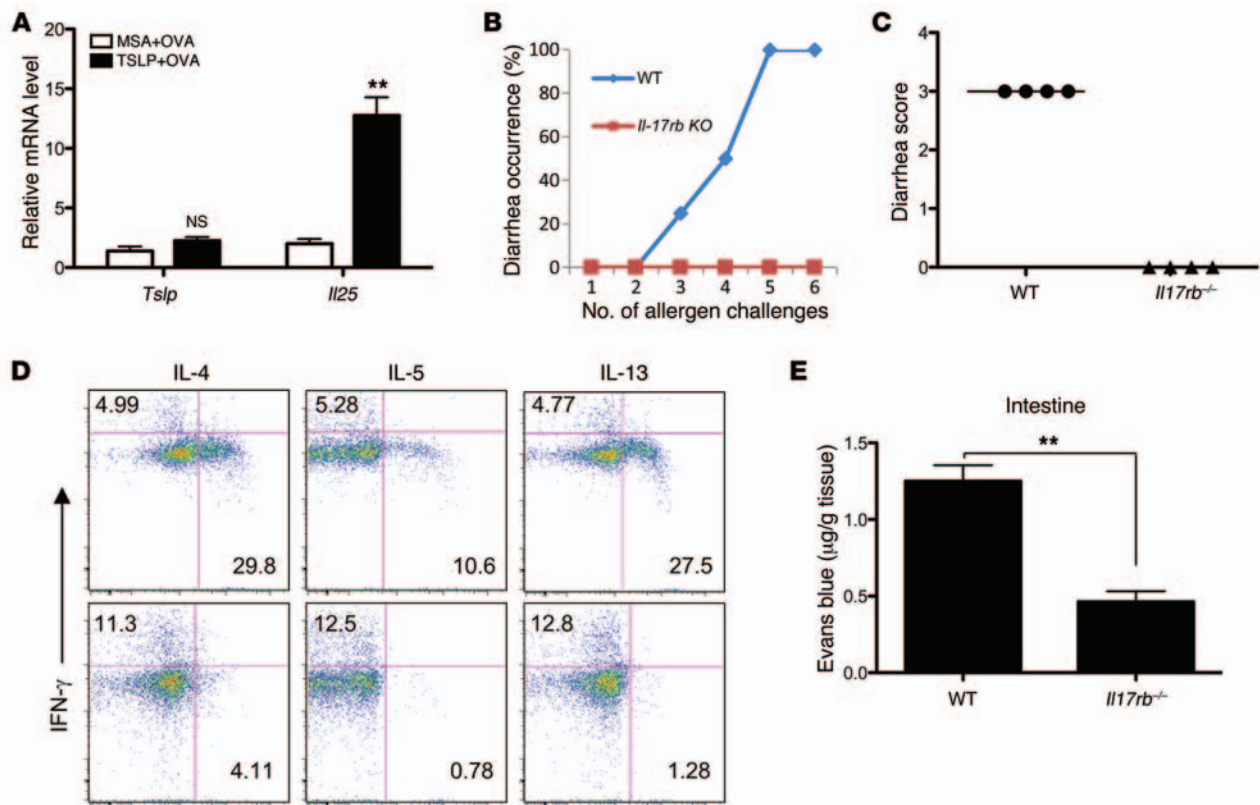 A
MSA+OVA
TSLP+OVA
Relative mRNA level
20
15
10
5
0
NS
**
Tslp
Il25
B
Diarrhea occurrence (%)
100
80
60
40
20
0
WT
Il-17rb KO
1 2 3 4 5 6
No. of allergen challenges
C
Diarrhea score
4
3
2
1
0
WT
Il17rb-/-
D
IL-4
IL-5
IL-13
4.99
5.28
4.77
29.8
10.6
27.5
11.3
12.5
12.8
4.11
0.78
1.28
IFN-γ
E
Intestine
Evans blue (µg/g tissue)
1.5
1.0
0.5
0.0
**
WT
Il17rb-/-